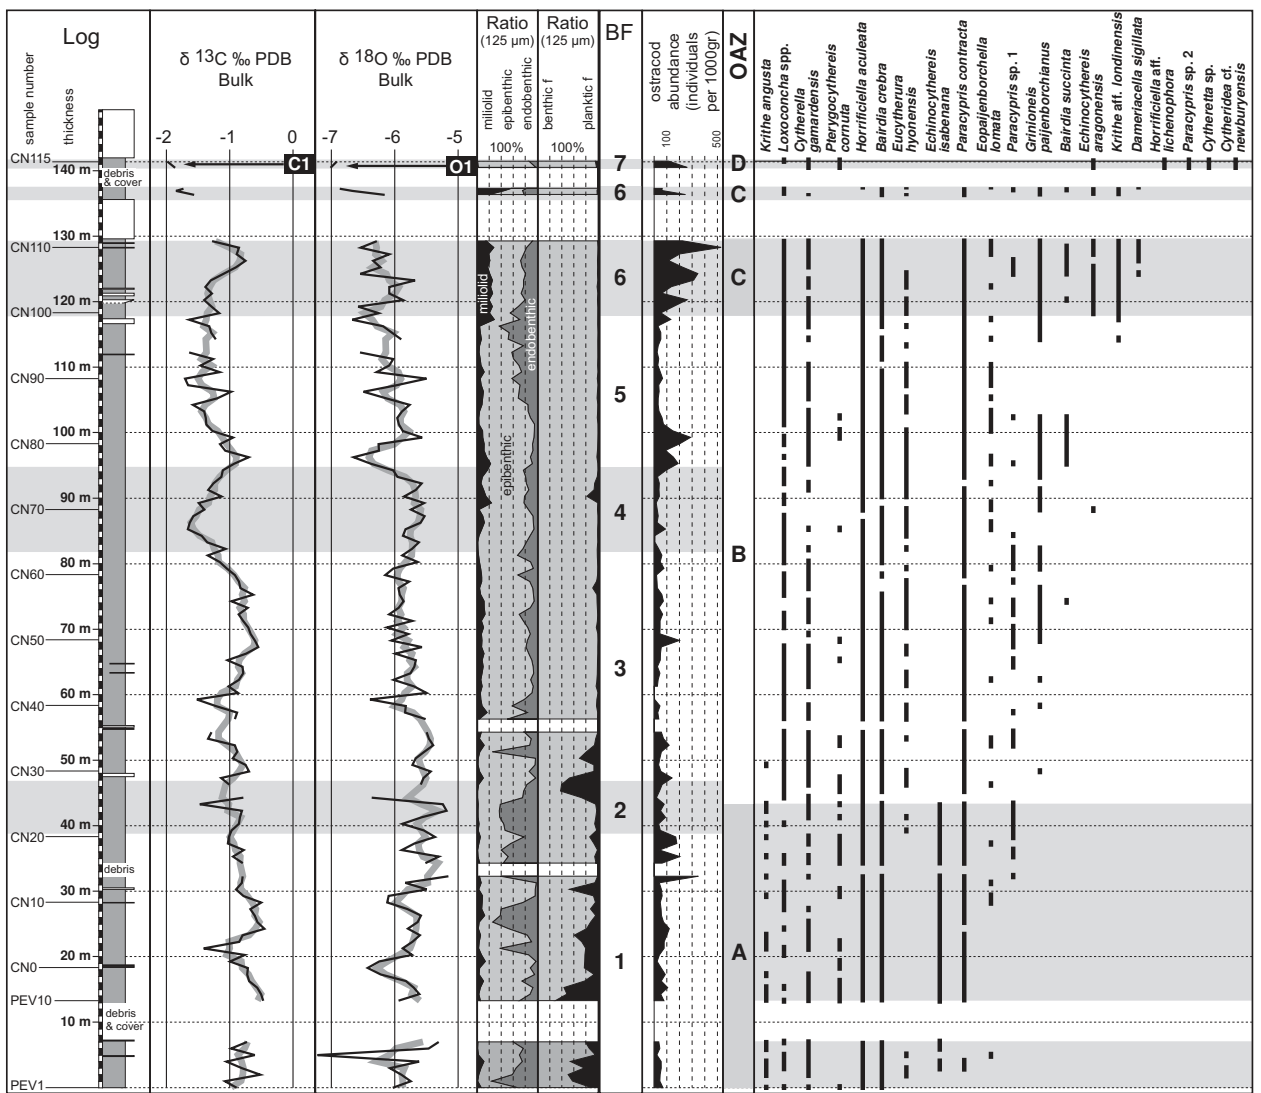 Log
sample number
thickness
δ 13C ‰ PDB
Bulk
-2
-1
0
δ 18O ‰ PDB
Bulk
-7
-6
-5
Ratio
(125 µm)
miliolid
epibenthic
endobenthic
100%
Ratio
(125 µm)
benthic f
planktic f
100%
BF
ostracod
abundance
(individuals
per 1000gr)
100
500
OAZ
Krithe angusta
Loxoconcha spp.
Cytherella
gamardensis
Pterygocythereis
cornuta
Horrificiella aculeata
Bairdia crebra
Eucytherura
hyonensis
Echinocythereis
isabenana
Paracypris contracta
Eopaijenborchella
lomata
Paracypris sp. 1
Grinioneis
paijenborchianus
Bairdia succinta
Echinocythereis
aragonensis
Krithe aff. londinensis
Dameriacella sigillata
Horrificiella aff.
lichenophora
Paracypris sp. 2
Cytheretta sp.
Cytheridea cf.
newburyensis
CN115
140 m
debris
& cover
C1
O1
7
D
6
C
130 m
CN110
6
C
miliolid
endobenthic
120 m
CN100
110 m
CN90
5
100 m
CN80
epibenthic
90 m
CN70
4
B
80 m
CN60
70 m
CN50
3
60 m
CN40
50 m
CN30
2
40 m
CN20
debris
30 m
CN10
20 m
CN0
1
A
PEV10
debris
& cover
10 m
PEV1